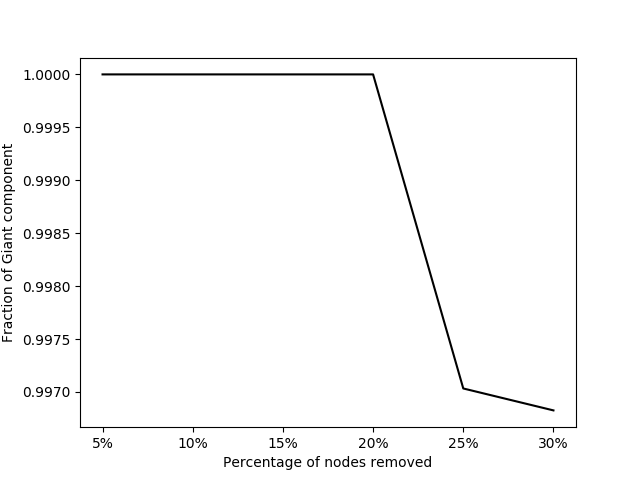 1.0000
0.9995
0.9990
0.9985
0.9980
0.9975
0.9970
Fraction of Giant component
5% 10% 15% 20% 25% 30%
Percentage of nodes removed